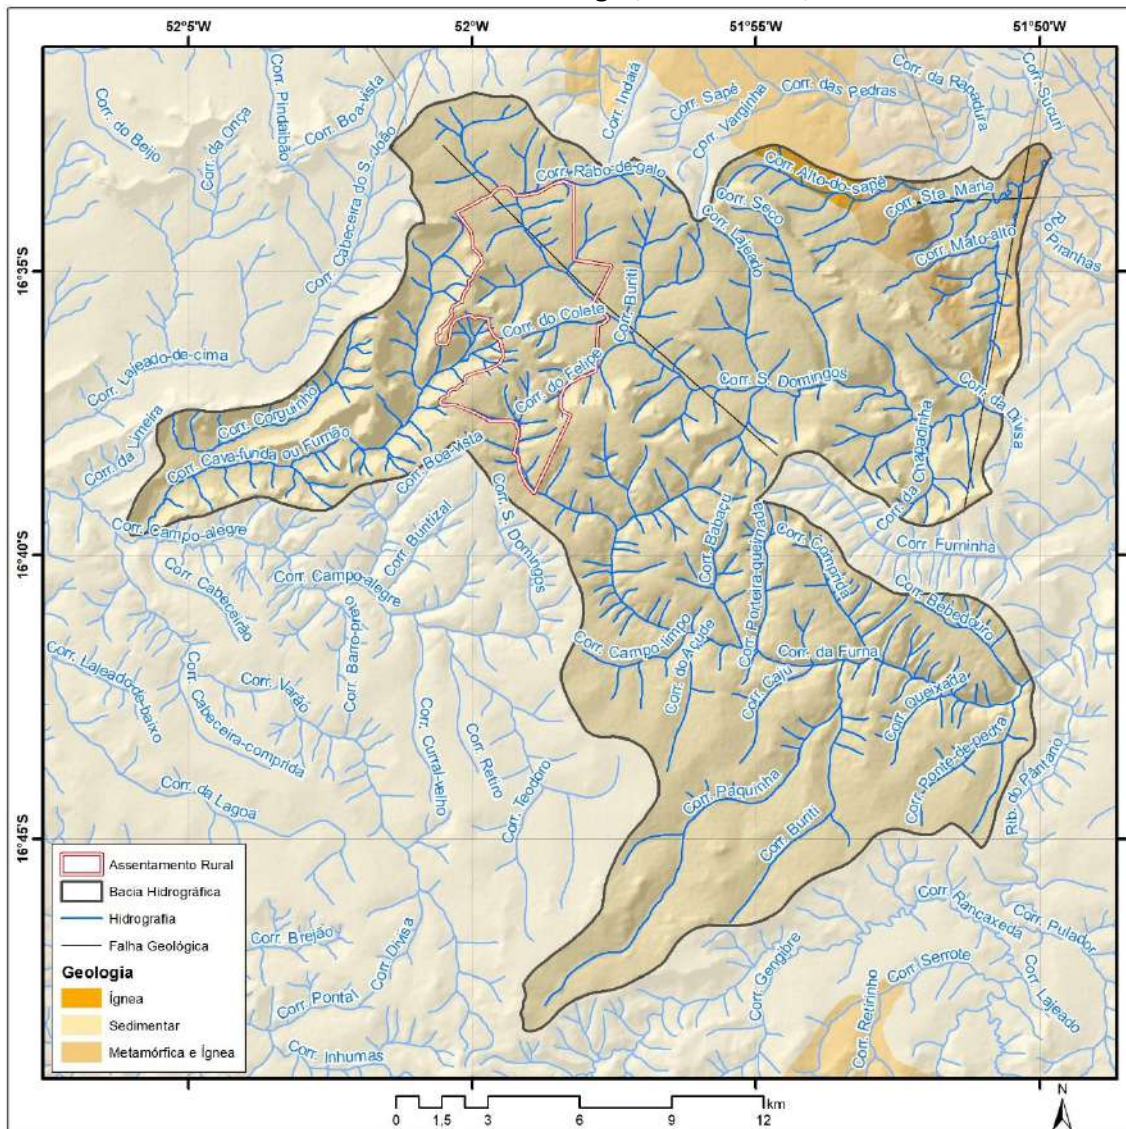 52°5'W
52°W
51°55'W
51°50'W
Corr. do Beijo
Corr. da Onça
Corr. Pindaibão
Corr. Boa-vista
Corr. Cabeceira do S. João
Corr. Indaiá
Corr. Sapé
Corr. Varginha
Corr. das Pedras
Corr. da Rapadura
Corr. Sucuri
Corr. Rabo-de-galo
Corr. Alto-do-sapé
Corr. Sta. Maria
Corr. Seco
Corr. Lajeado
Corr. Mato-alto
Piranhas
16°35'S
Corr. Buriti
Corr. do Colete
Corr. do Felipe
Corr. Lajeado-de-cima
Corr. S. Domingos
Corr. da Divisa
Corr. da Chapadinha
Corr. Corguinho
Corr. da Limeira
Corr. Cava-funda ou Furnão
Corr. Boa-vista
Corr. S. Domingos
Corr. Campo-alegre
Corr. Buritizal
Corr. Babaçu
Corr. Porteira-queimada
Corr. Comprida
Corr. Furninha
16°40'S
Corr. Cabeceirão
Corr. Campo-alegre
Corr. Barro-preto
Corr. Bebedouro
Corr. Campo-limpo
Corr. do Açude
Corr. da Furna
Corr. Caju
Corr. Queixada
Corr. Lajeado-de-baixo
Corr. Varão
Corr. Cabeceira-comprida
Corr. Curral-velho
Corr. Retiro
Corr. Teodoro
Corr. Ponte-de-pedra
Rib. do Pântano
Corr. da Lagoa
Corr. Paquinha
Corr. Buriti
16°45'S
Corr. Rancaxeda
Corr. Pulador
Corr. Brejão
Corr. Divisa
Corr. Gengibre
Corr. Serrote
Corr. Lajeado
Corr. Pontal
Corr. Retirinho
Corr. Inhumas
Assentamento Rural
Bacia Hidrográfica
Hidrografia
Falha Geológica
Geologia
Ígnea
Sedimentar
Metamórfica e Ígnea
0 1,5 3 6 9 12 km
N